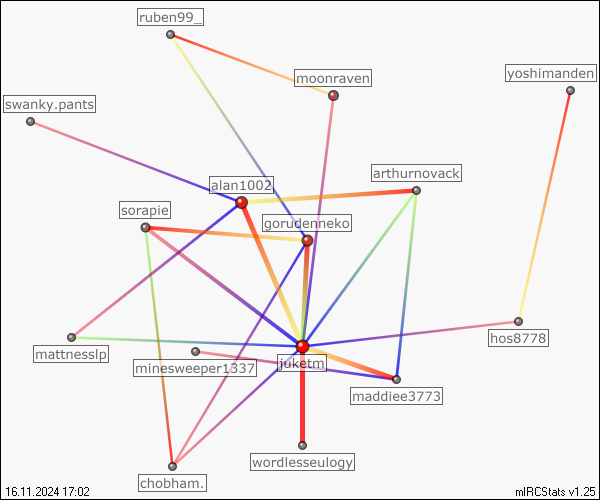 ruben99_
moonraven
yoshimanden
swanky.pants
arthurnovack
alan1002
sorapie
gorudenneko
hos8778
mattnesslp
juketm
minesweeper1337
maddiee3773
wordlesseulogy
chobham.
16.11.2024 17:02
mIRCStats v1.25